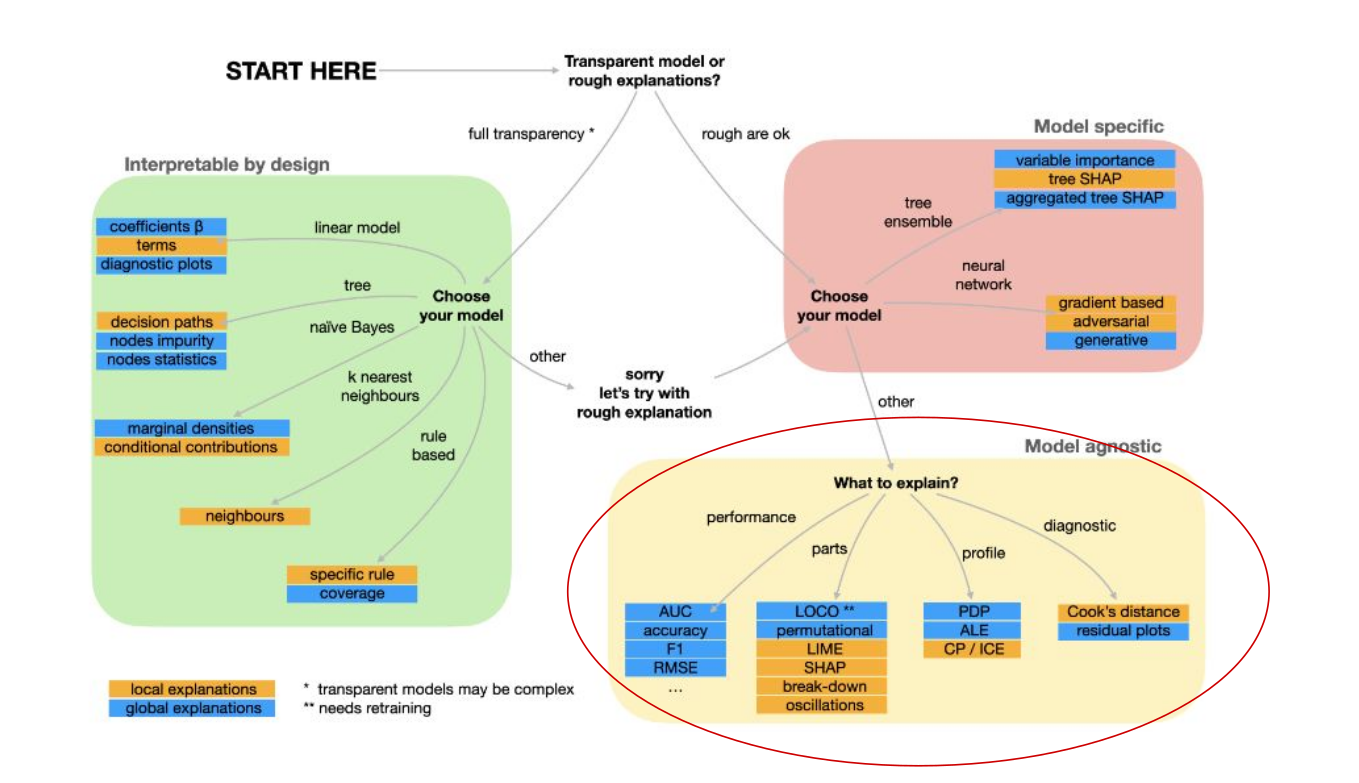 START HERE
Transparent model or
rough explanations?
full transparency *
rough are ok
Interpretable by design
coefficients β
terms
diagnostic plots
linear model
tree
decision paths
nodes impurity
nodes statistics
naïve Bayes
Choose
your model
k nearest
neighbours
marginal densities
conditional contributions
rule
based
neighbours
specific rule
coverage
other
sorry
let's try with
rough explanation
Model specific
variable importance
tree SHAP
aggregated tree SHAP
tree
ensemble
neural
network
Choose
your model
gradient based
adversarial
generative
other
Model agnostic
What to explain?
performance
parts
profile
diagnostic
AUC
accuracy
F1
RMSE
...
LOCO **
permutational
LIME
SHAP
break-down
oscillations
PDP
ALE
CP / ICE
Cook's distance
residual plots
local explanations
global explanations
* transparent models may be complex
** needs retraining